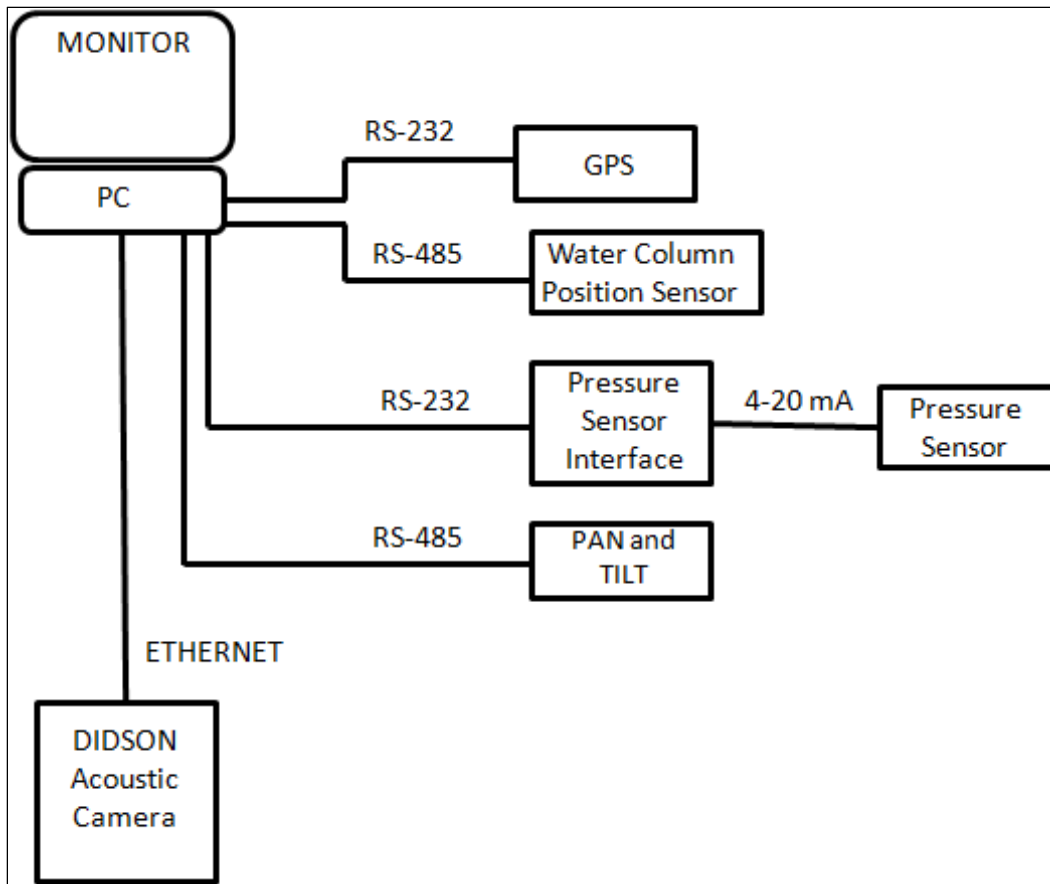 MONITOR
PC
RS-232
GPS
RS-485
Water Column
Position Sensor
RS-232
Pressure
Sensor
Interface
4-20 mA
Pressure
Sensor
RS-485
PAN and
TILT
ETHERNET
DIDSON
Acoustic
Camera